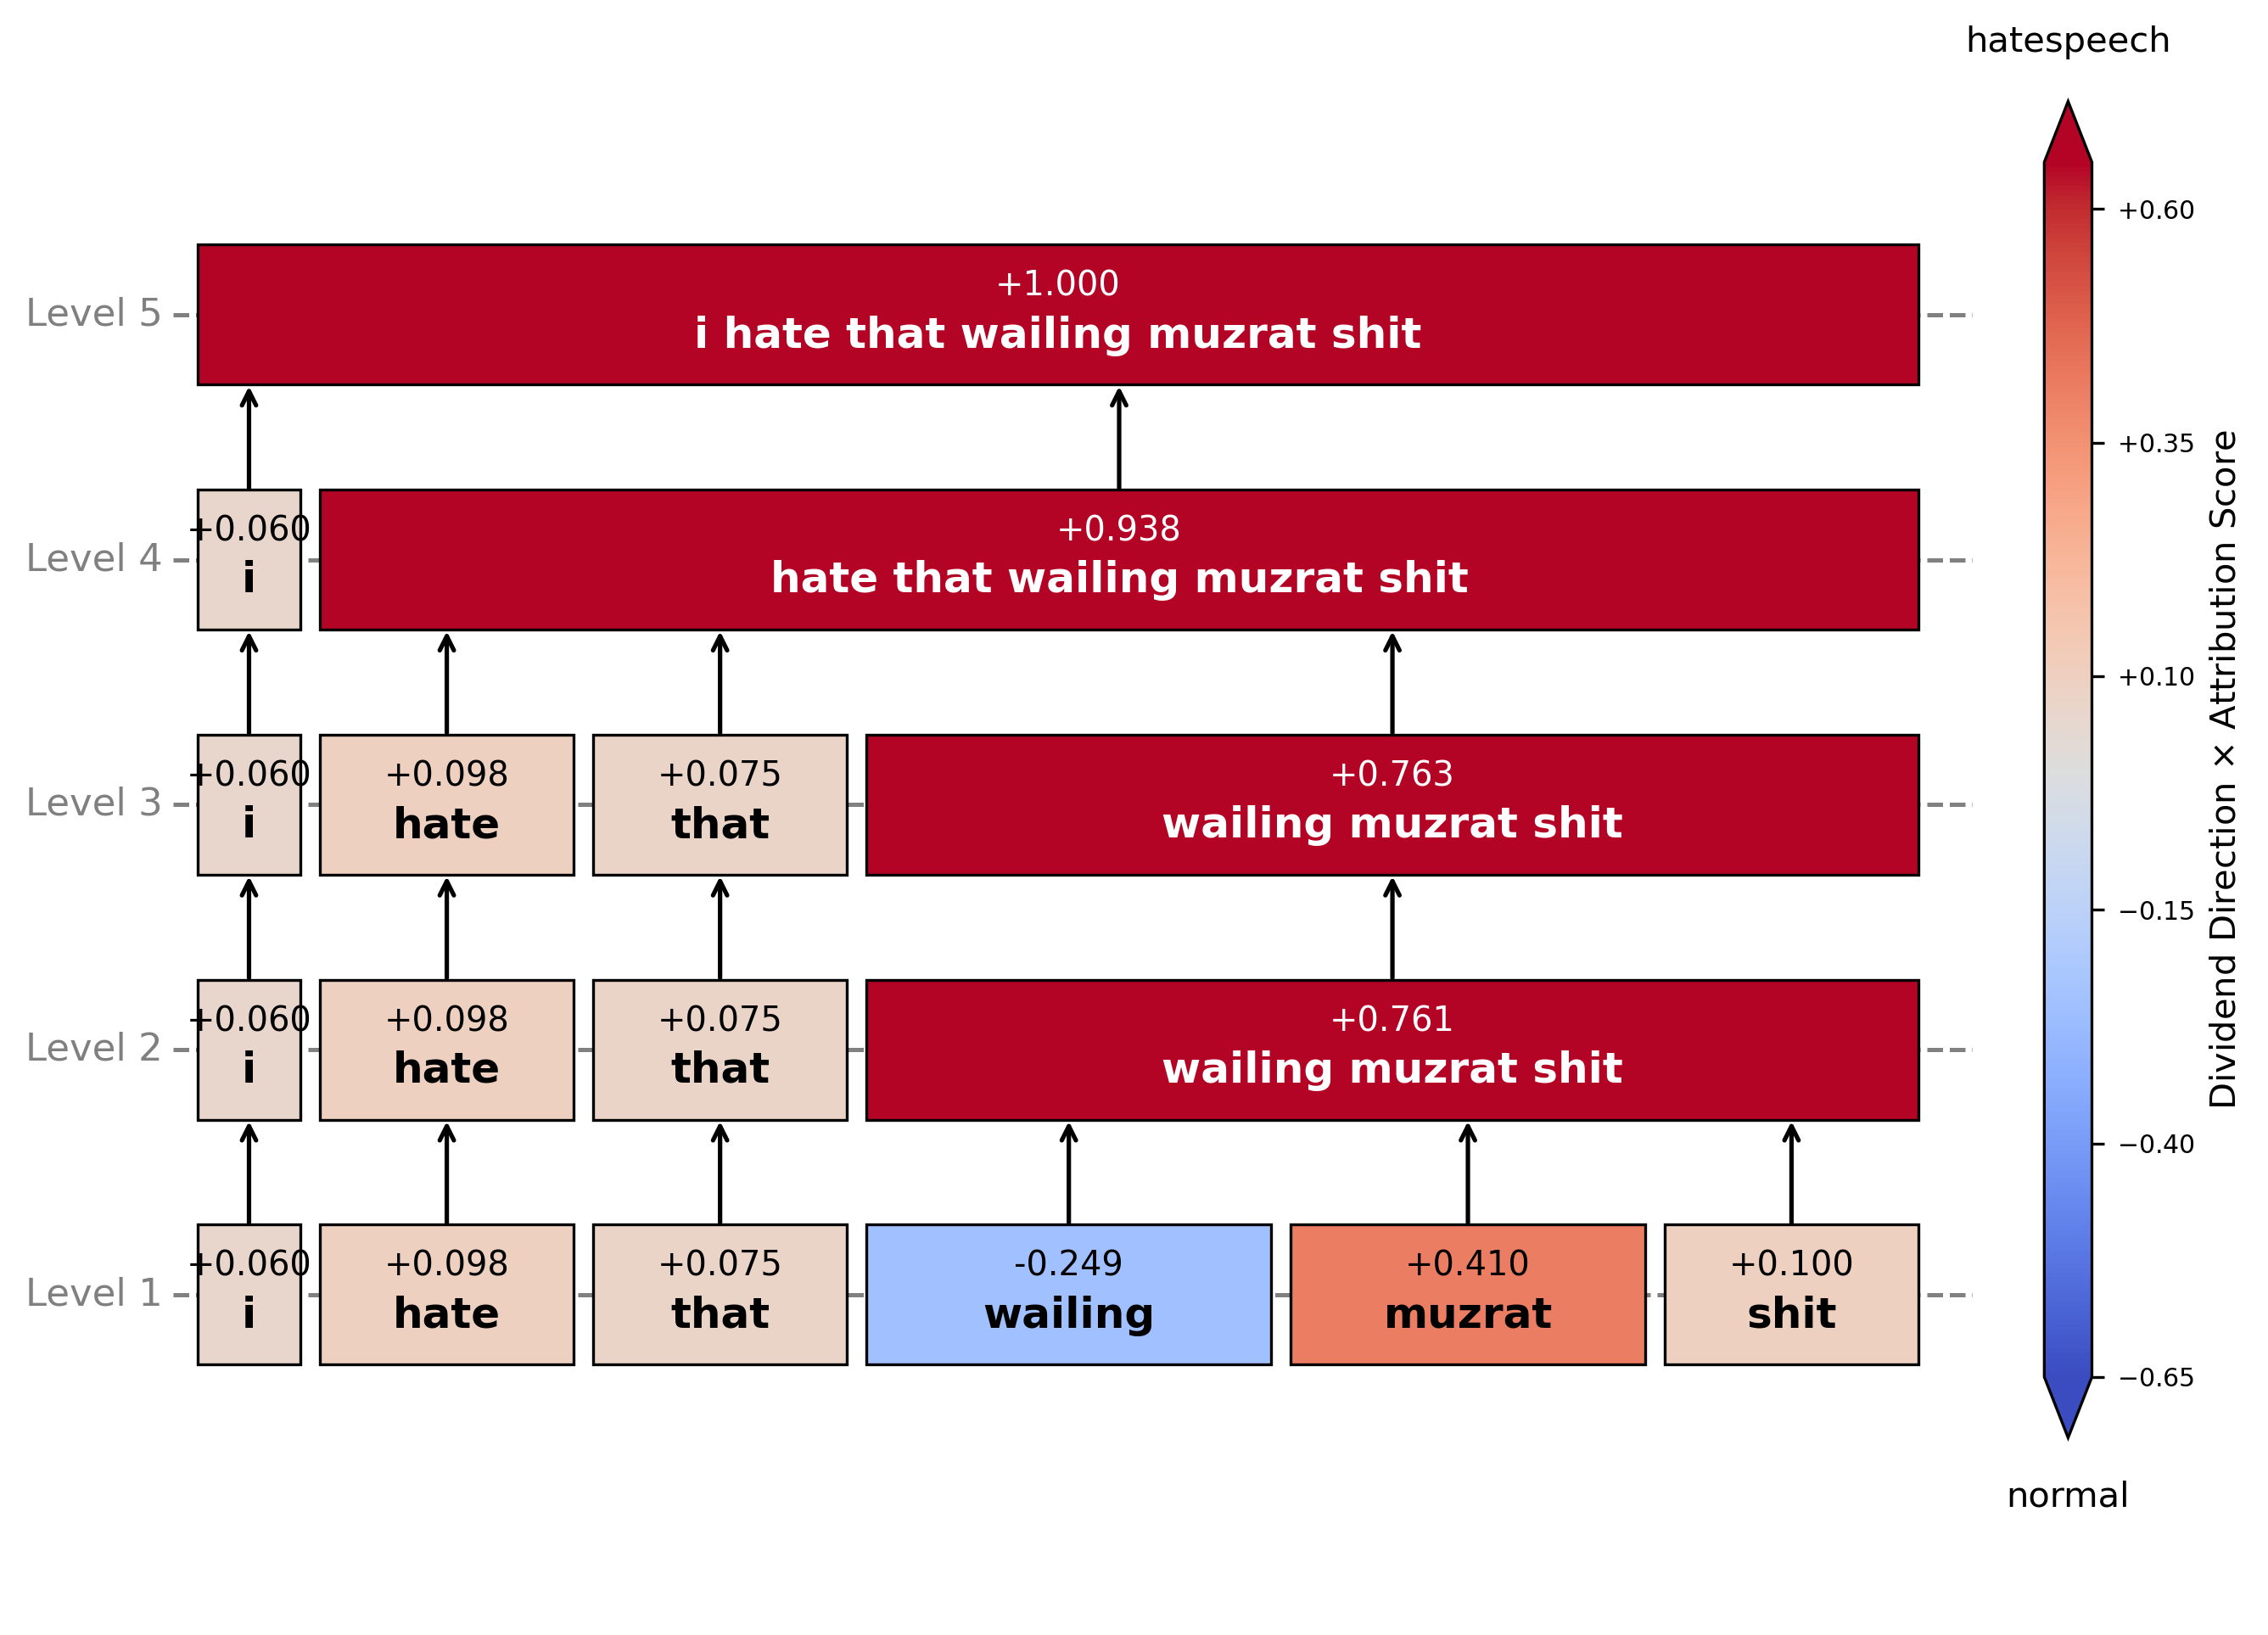 hatespeech
Level 5
+1.000
i hate that wailing muzrat shit
Level 4
+0.060
i
+0.938
hate that wailing muzrat shit
Level 3
+0.060
i
+0.098
hate
+0.075
that
+0.763
wailing muzrat shit
Level 2
+0.060
i
+0.098
hate
+0.075
that
+0.761
wailing muzrat shit
Level 1
+0.060
i
+0.098
hate
+0.075
that
-0.249
wailing
+0.410
muzrat
+0.100
shit
+0.60
+0.35
+0.10
−0.15
−0.40
−0.65
Dividend Direction × Attribution Score
normal